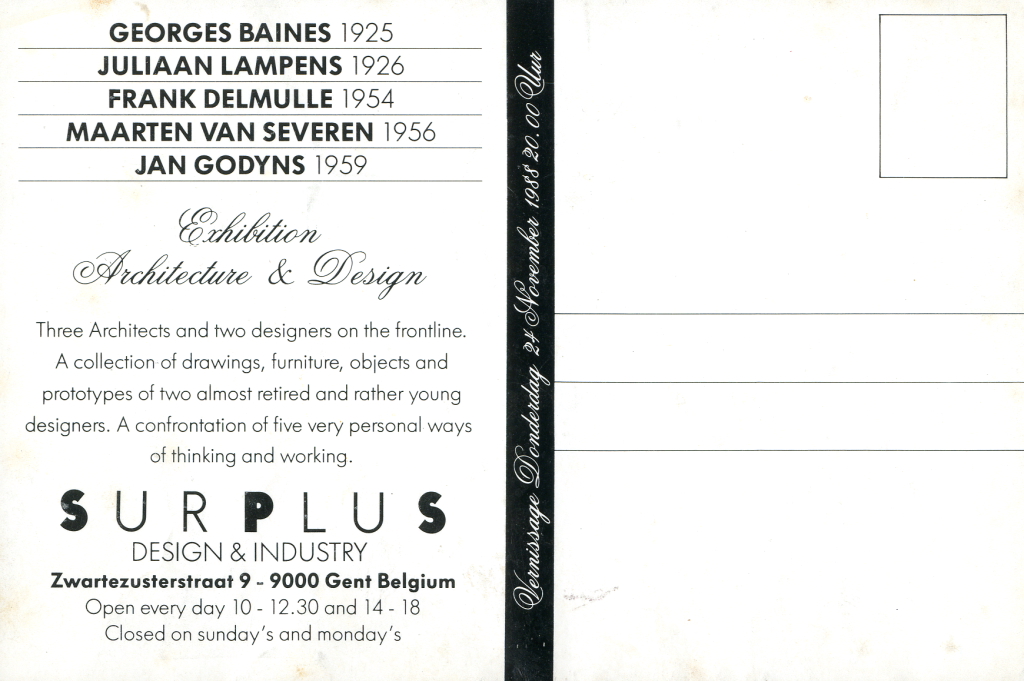 GEORGES BAINES 1925
JULIAAN LAMPENS 1926
FRANK DELMULLE 1954
MAARTEN VAN SEVEREN 1956
JAN GODYNS 1959
Exhibition
Architecture & Design
Three Architects and two designers on the frontline.
A collection of drawings, furniture, objects and
prototypes of two almost retired and rather young
designers. A confrontation of five very personal ways
of thinking and working.
SURPLUS
DESIGN & INDUSTRY
Zwartezusterstraat 9 - 9000 Gent Belgium
Open every day 10 - 12.30 and 14 - 18
Closed on sunday's and monday's
Vernissage Donderdag 24 November 1988 20.00 Uur